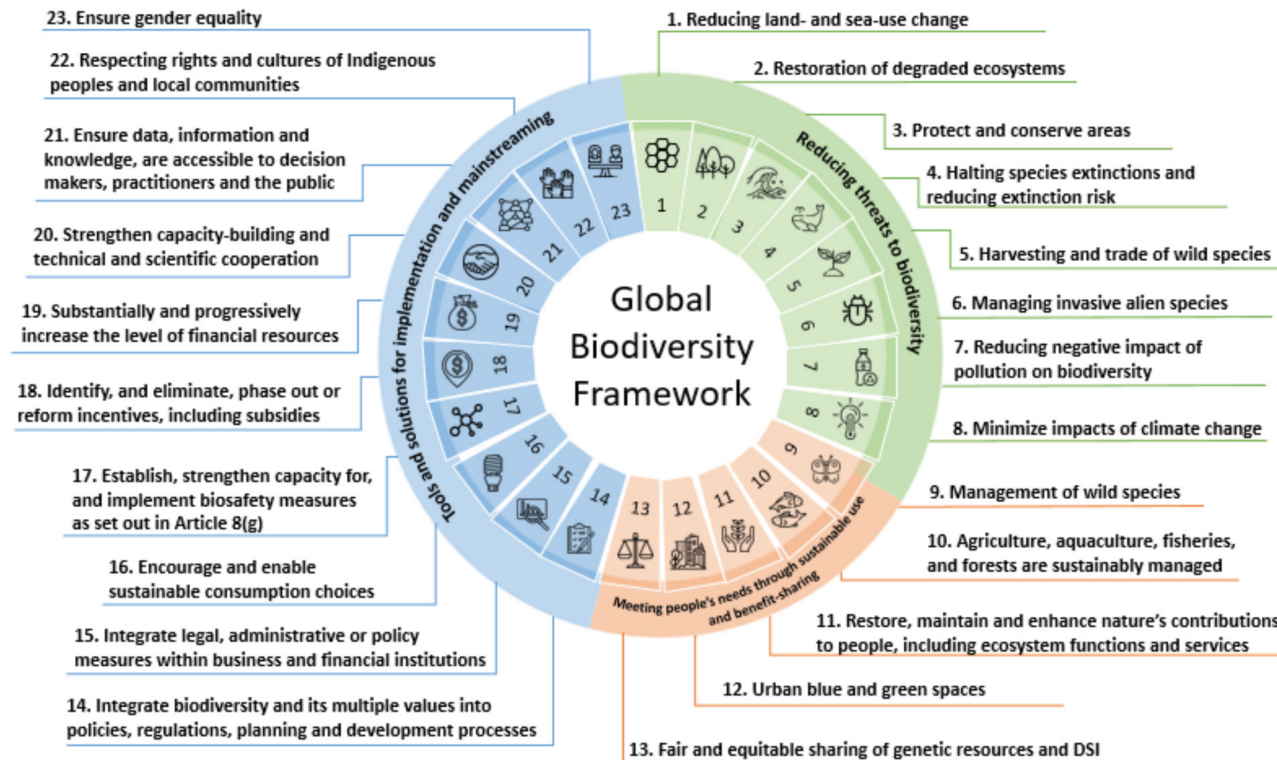 23. Ensure gender equality
22. Respecting rights and cultures of Indigenous
peoples and local communities
21. Ensure data, information and
knowledge, are accessible to decision
makers, practitioners and the public
20. Strengthen capacity-building and
technical and scientific cooperation
19. Substantially and progressively
increase the level of financial resources
18. Identify, and eliminate, phase out or
reform incentives, including subsidies
17. Establish, strengthen capacity for,
and implement biosafety measures
as set out in Article 8(g)
16. Encourage and enable
sustainable consumption choices
15. Integrate legal, administrative or policy
measures within business and financial institutions
14. Integrate biodiversity and its multiple values into
policies, regulations, planning and development processes
1. Reducing land- and sea-use change
2. Restoration of degraded ecosystems
3. Protect and conserve areas
4. Halting species extinctions and
reducing extinction risk
5. Harvesting and trade of wild species
6. Managing invasive alien species
7. Reducing negative impact of
pollution on biodiversity
8. Minimize impacts of climate change
9. Management of wild species
10. Agriculture, aquaculture, fisheries,
and forests are sustainably managed
11. Restore, maintain and enhance nature's contributions
to people, including ecosystem functions and services
12. Urban blue and green spaces
13. Fair and equitable sharing of genetic resources and DSI
Tools and solutions for implementation and mainstreaming
Reducing threats to biodiversity
Meeting people's needs through sustainable use
and benefit-sharing
1
2
3
4
5
6
7
8
9
10
11
12
13
14
15
16
17
18
19
20
21
22
23
Global
Biodiversity
Framework